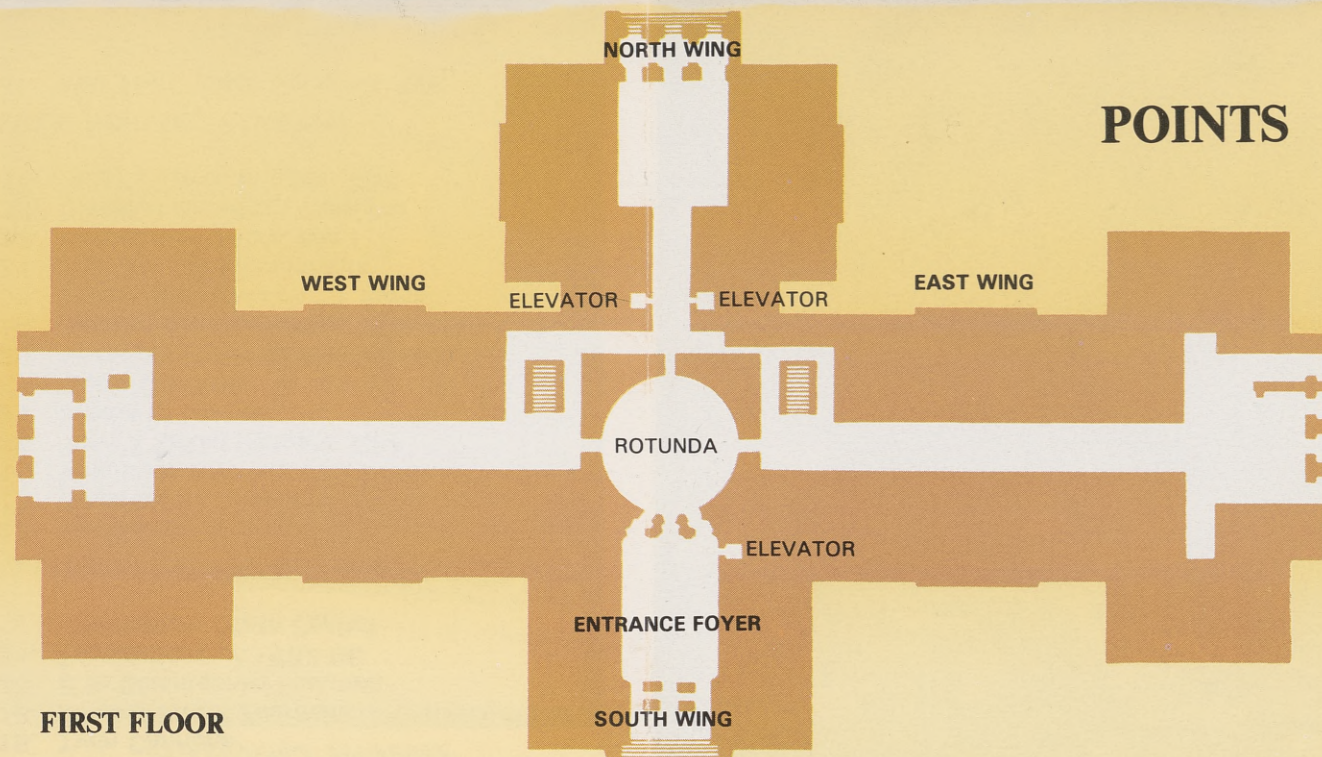 NORTH WING
POINTS
WEST WING
EAST WING
ELEVATOR
ELEVATOR
ROTUNDA
ELEVATOR
ENTRANCE FOYER
SOUTH WING
FIRST FLOOR